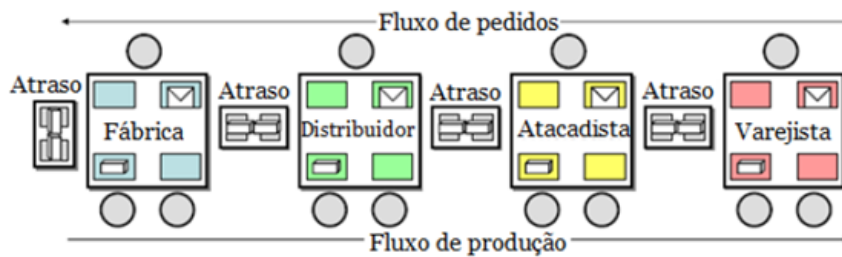 Fluxo de pedidos
Atraso
Atraso
Atraso
Atraso
Fábrica
Distribuidor
Atacadista
Varejista
Fluxo de produção